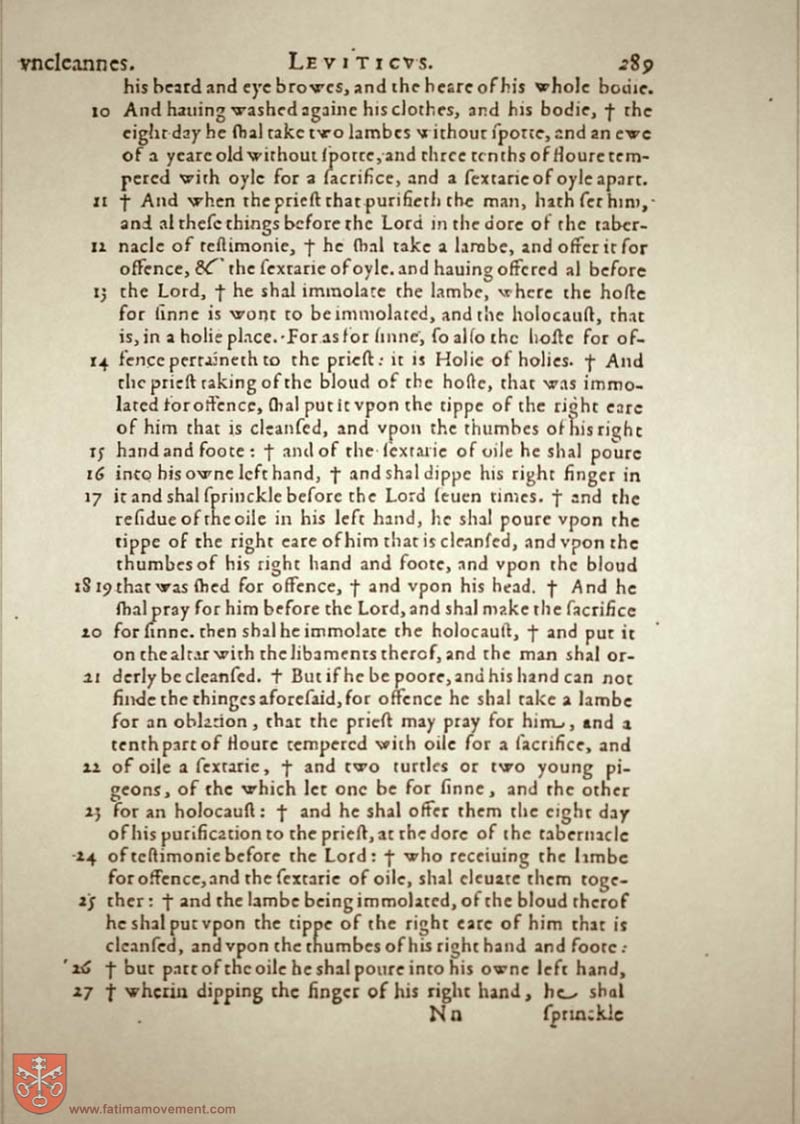 vncleannes. LEVITICVS. 289
his beard and eye browes, and the heare of his whole bodie.
10 And hauing washed againe his clothes, and his bodie, † the
eight day he ſhal take two lambes without ſpotte, and an ewe
of a yeare old without ſpotte, and three tenths of floure tem-
pered with oyle for a ſacrifice, and a ſextarie of oyle apart.
11 † And when the prieſt that purifieth the man, hath ſet him,
and al theſe things before the Lord in the dore of the taber-
12 nacle of teſtimonie, † he ſhal take a lambe, and offer it for
offence, & the ſextarie of oyle. and hauing offered al before
13 the Lord, † he shal immolate the lambe, where the hoſte
for ſinne is wont to be immolated, and the holocauſt, that
is, in a holie place. For as for ſinne, ſo alſo the hoſte for of-
14 fence pertaineth to the prieſt: it is Holie of holies. † And
the prieſt taking of the bloud of the hoſte, that was immo-
lated for offence, ſhal put it vpon the tippe of the right eare
of him that is cleanſed, and vpon the thumbes of his right
15 hand and foote: † and of the ſextarie of oile he shal poure
16 into his owne left hand, † and shal dippe his right finger in
17 it and shal ſprinckle before the Lord ſeuen times. † and the
reſidue of the oile in his left hand, he shal poure vpon the
tippe of the right eare of him that is cleanſed, and vpon the
thumbes of his right hand and foote, and vpon the bloud
18 19 that was ſhed for offence, † and vpon his head. † And he
ſhal pray for him before the Lord, and shal make the ſacrifice
20 for ſinne. then shal he immolate the holocauſt, † and put it
on the altar with the libaments therof, and the man shal or-
21 derly be cleanſed. † But if he be poore, and his hand can not
finde the thinges aforeſaid, for offence he shal take a lambe
for an oblation, that the prieſt may pray for him, and a
tenth part of floure tempered with oile for a ſacrifice, and
22 of oile a ſextarie, † and two turtles or two young pi-
geons, of the which let one be for ſinne, and the other
23 for an holocauſt: † and he shal offer them the eight day
of his purification to the prieſt, at the dore of the tabernacle
24 of teſtimonie before the Lord: † who receiuing the lambe
for offence, and the ſextarie of oile, shal eleuate them toge-
25 ther: † and the lambe being immolated, of the bloud therof
he shal put vpon the tippe of the right eare of him that is
cleanſed, and vpon the thumbes of his right hand and foote:
26 † but part of the oile he shal poure into his owne left hand,
27 † wherin dipping the finger of his right hand, he shal
Nn ſprinckle
www.fatimamovement.com